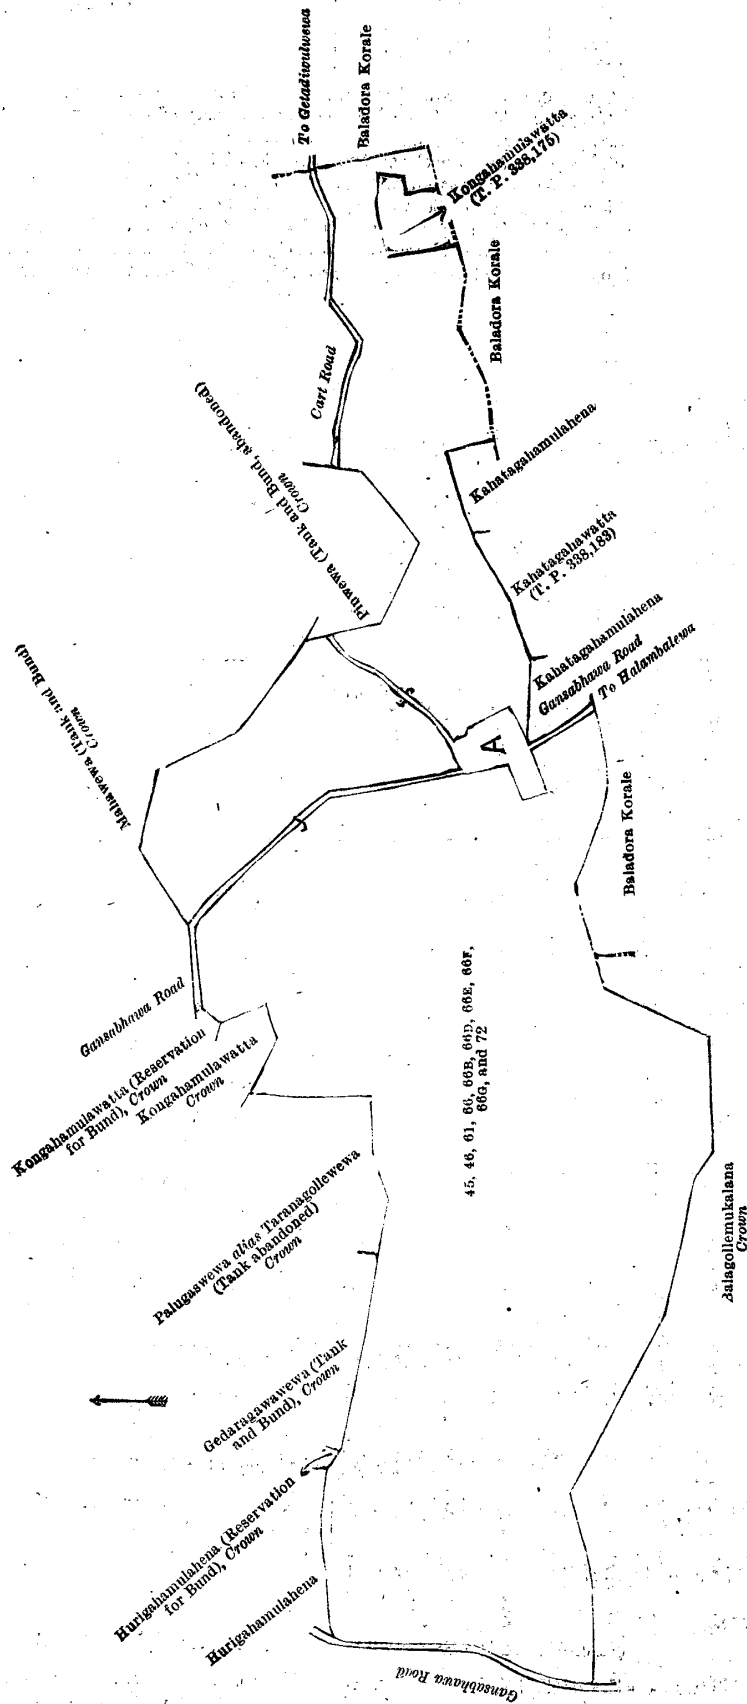 To Getadiwulwewa
Baladora Korale
Kongahamulawatta
(T. P. 338,175)
Baladora Korale
Cart Road
Pinwewa (Tank and Bund, abandoned)
Crown
Kahatagahamulahena
Kahatagahawatta
(T. P. 338,183)
Kahatagahamulahena
Gansabhawa Road
To Halambalewa
Mahawewa (Tank and Bund)
Crown
A
Baladora Korale
Gansabhawa Road
Kongahamulawatta (Reservation
for Bund), Crown
Kongahamulawatta
Crown
45, 46, 61, 66, 66B, 66D, 66E, 66F,
66G, and 72
Palugaswewa alias Taranagollewewa
(Tank abandoned)
Crown
Balagollemukalana
Crown
Gedaragawawewa (Tank
and Bund), Crown
Hurigahamulahena (Reservation
for Bund), Crown
Hurigahamulahena
Gansabhawa Road